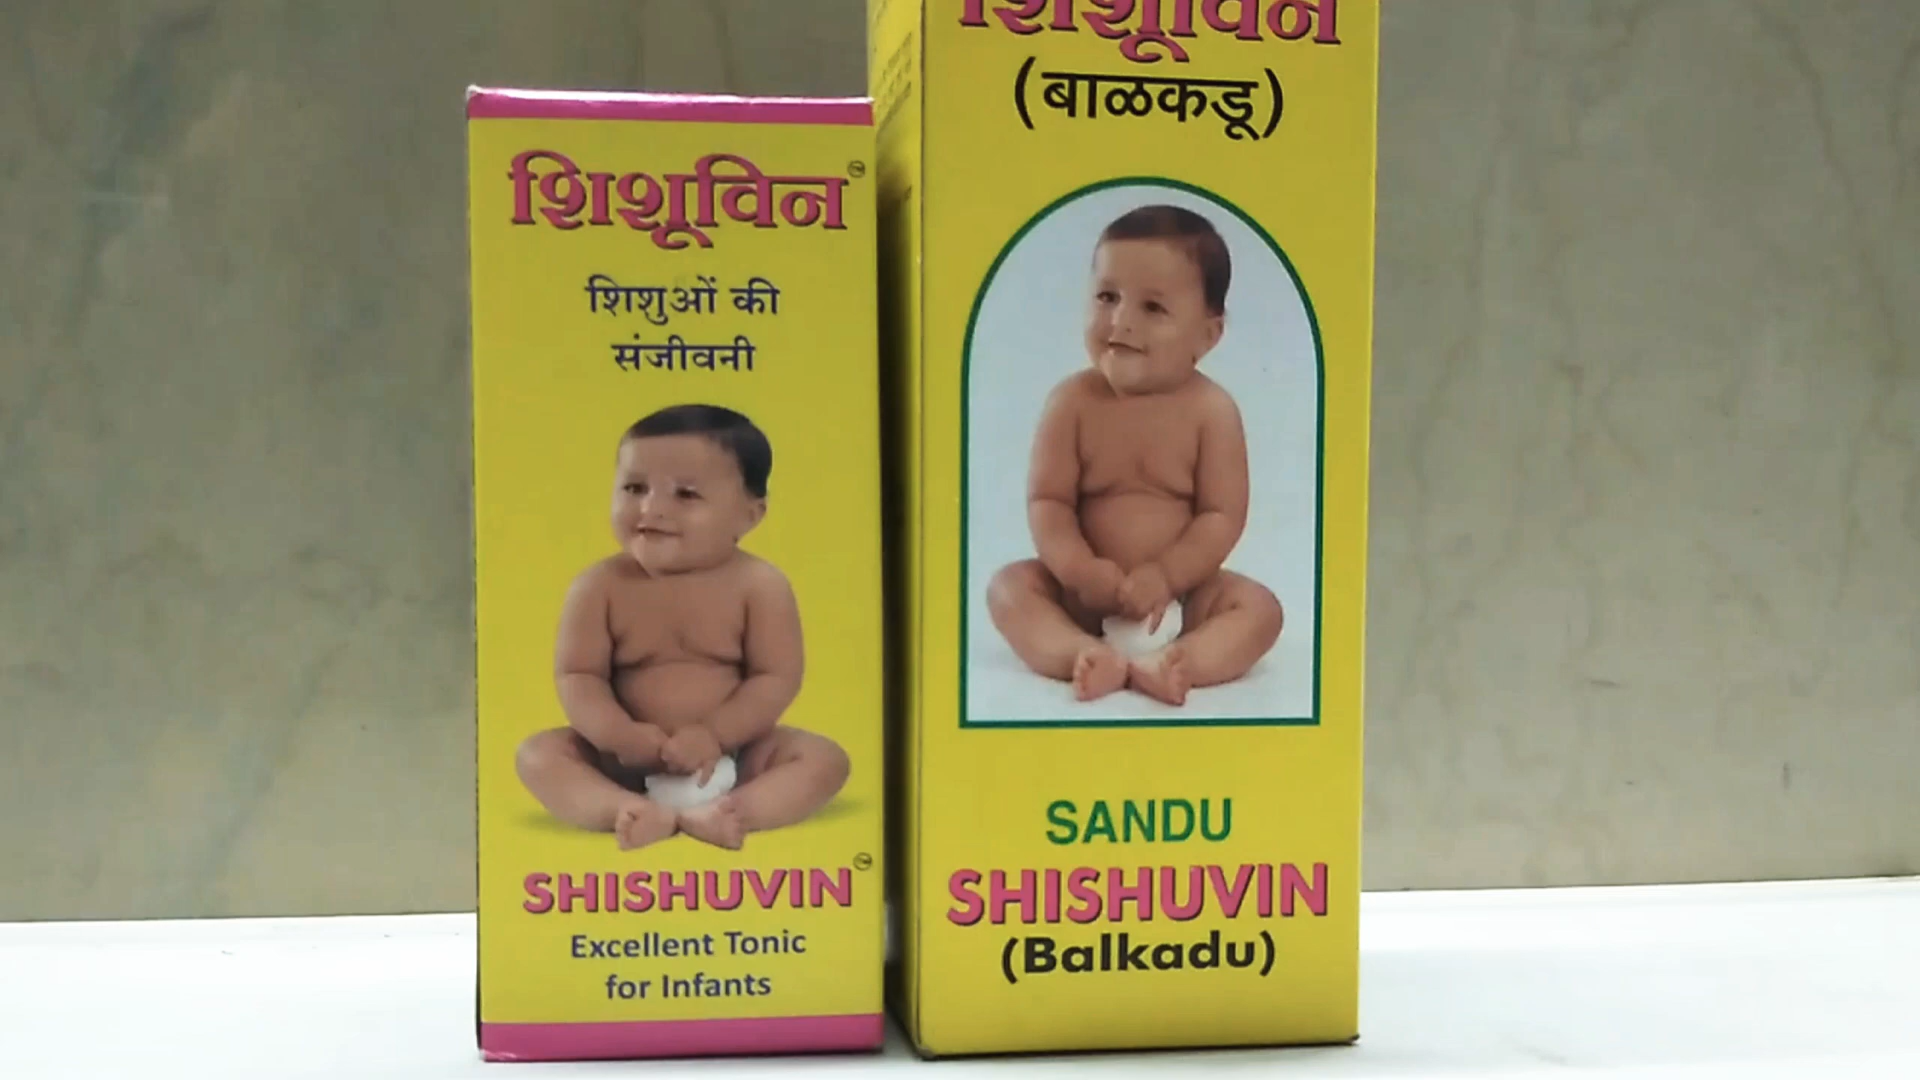 शिशूविन
शिशुओं की
संजीवनी
SHISHUVIN
Excellent Tonic
for Infants
शिशूविन
(बाळकडू)
SANDU
SHISHUVIN
(Balkadu)